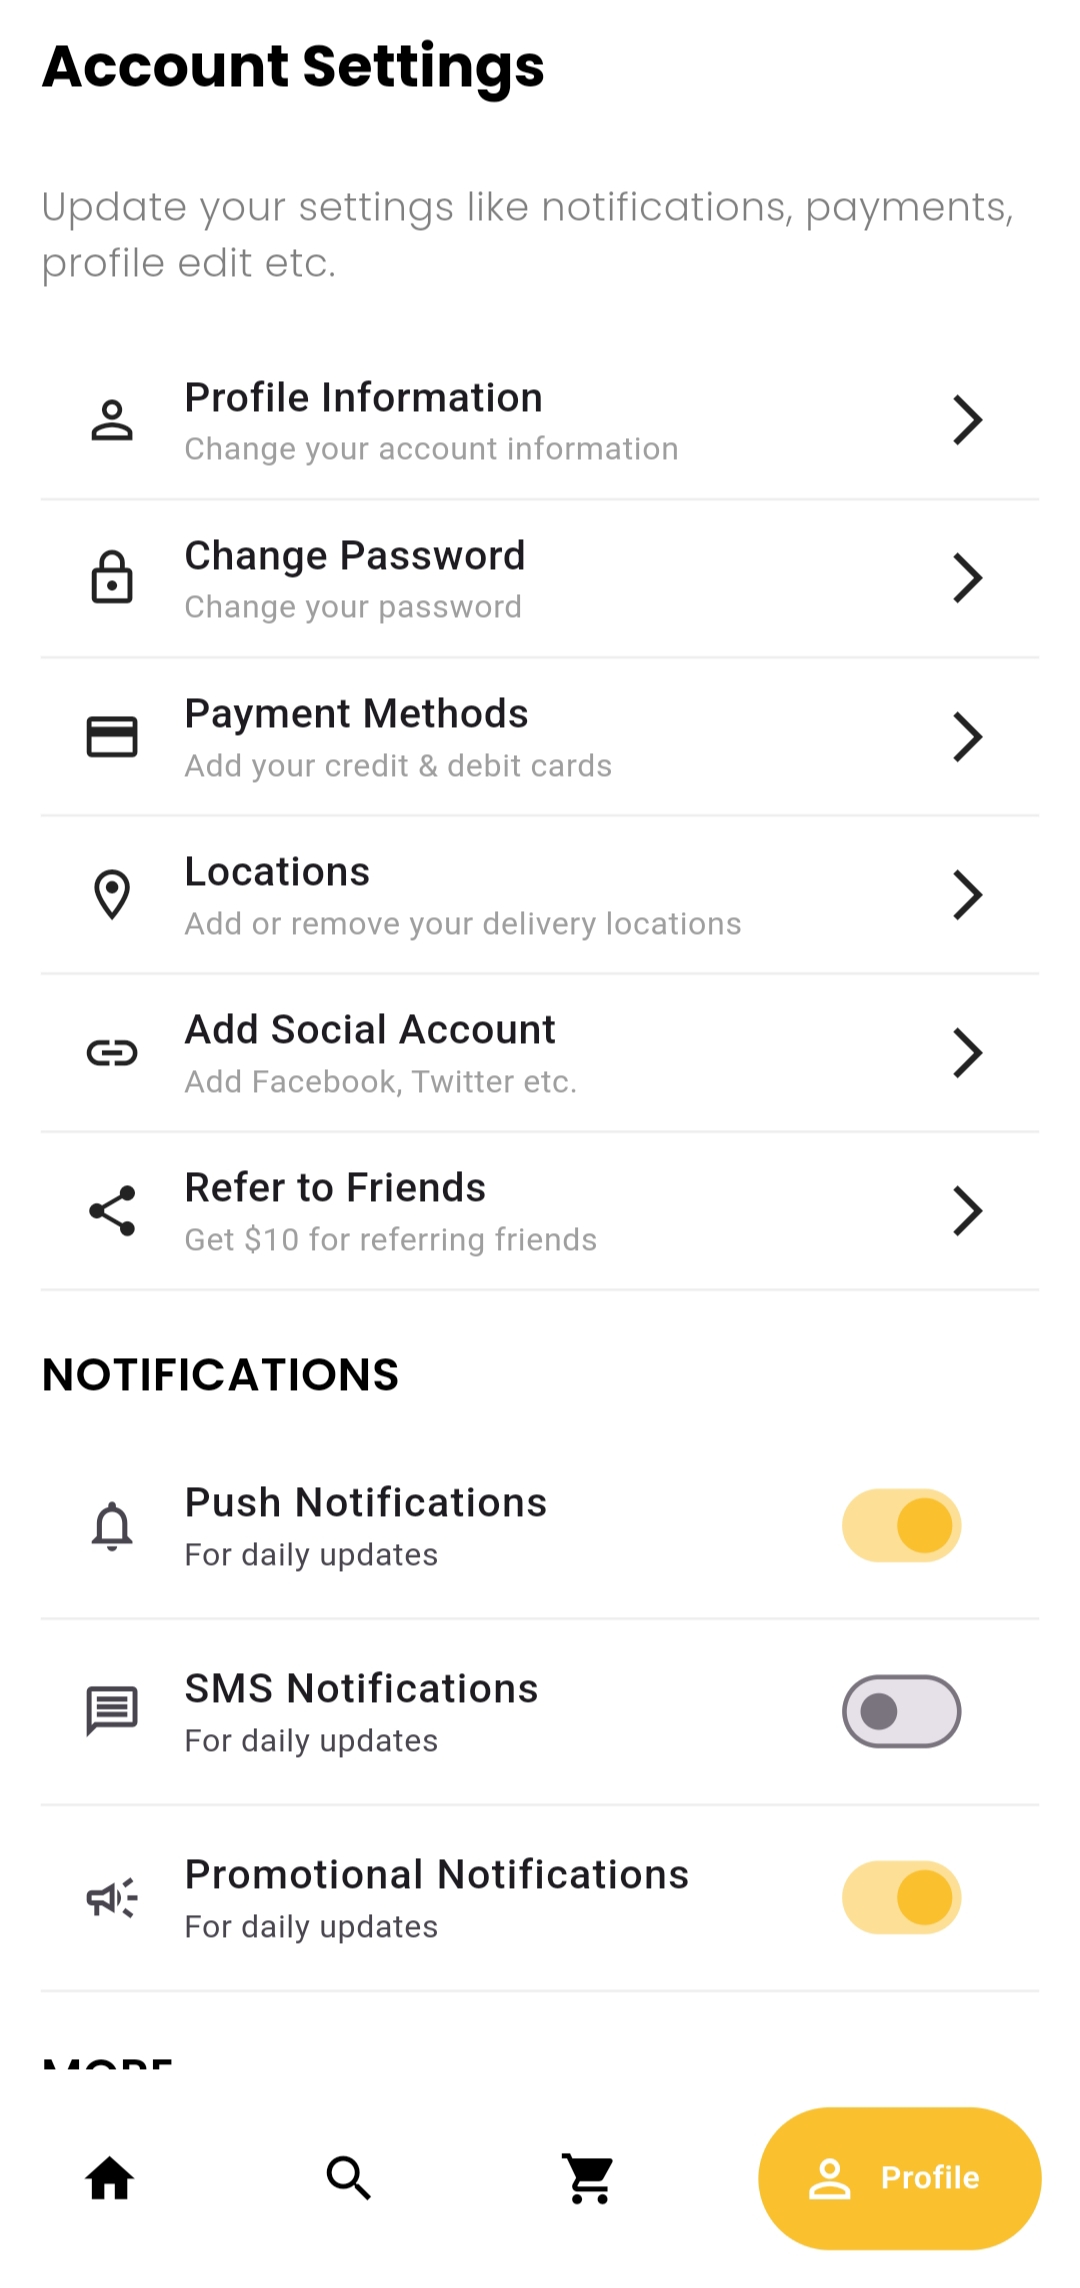 Account Settings
Update your settings like notifications, payments,
profile edit etc.
Profile Information
Change your account information
Change Password
Change your password
Payment Methods
Add your credit & debit cards
Locations
Add or remove your delivery locations
Add Social Account
Add Facebook, Twitter etc.
Refer to Friends
Get $10 for referring friends
NOTIFICATIONS
Push Notifications
For daily updates
SMS Notifications
For daily updates
Promotional Notifications
For daily updates
MORE
Profile